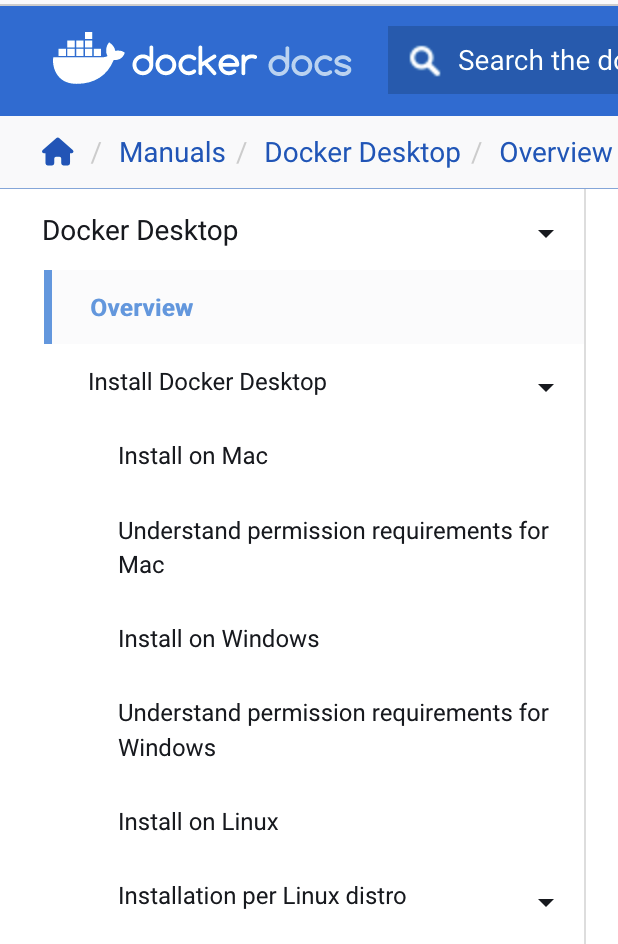 docker docs
Search the
/ Manuals / Docker Desktop / Overview
Docker Desktop
Overview
Install Docker Desktop
Install on Mac
Understand permission requirements for
Mac
Install on Windows
Understand permission requirements for
Windows
Install on Linux
Installation per Linux distro